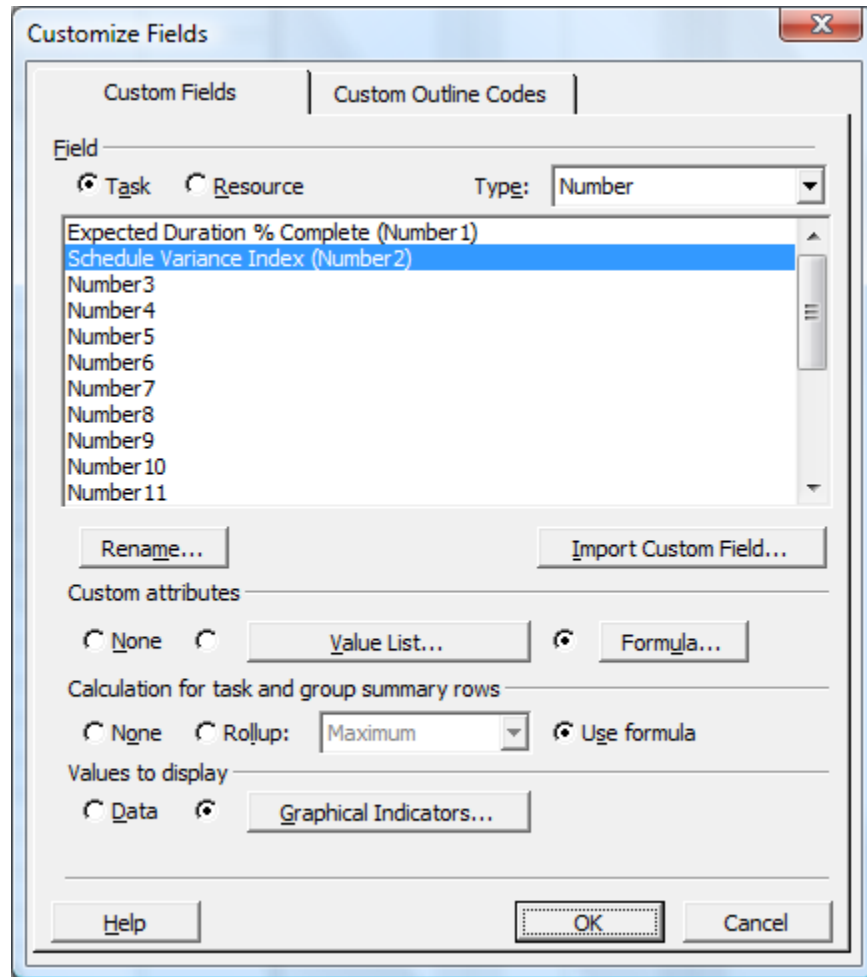 Customize Fields
Custom Fields Custom Outline Codes
Field
Task Resource Type: Number
Expected Duration % Complete (Number1)
Schedule Variance Index (Number2)
Number3
Number4
Number5
Number6
Number7
Number8
Number9
Number10
Number11
Rename... Import Custom Field...
Custom attributes
None Value List... Formula...
Calculation for task and group summary rows
None Rollup: Maximum Use formula
Values to display
Data Graphical Indicators...
Help OK Cancel